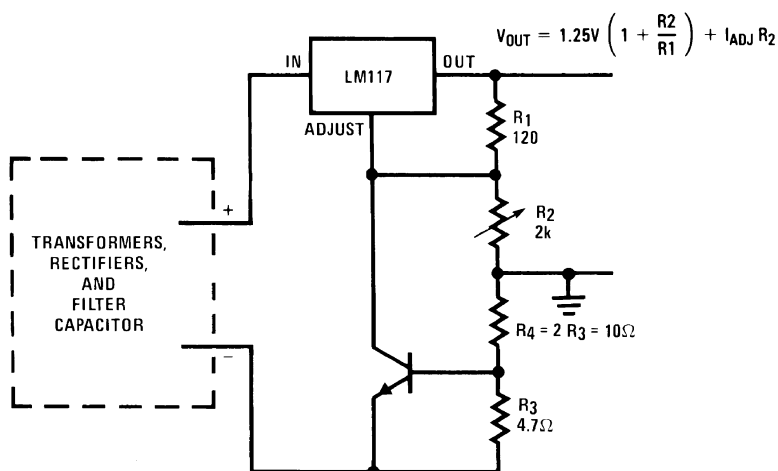 V_OUT = 1.25V (1 + R2/R1) + I_ADJ R2
IN
LM117
OUT
ADJUST
R1
120
+
R2
2k
TRANSFORMERS,
RECTIFIERS,
AND
FILTER
CAPACITOR
R4 = 2 R3 = 10Ω
−
R3
4.7Ω